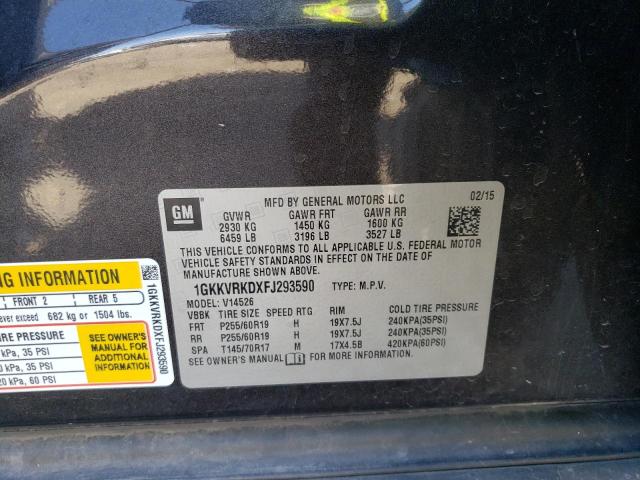 GM
MFD BY GENERAL MOTORS LLC
02/15
GVWR GAWR FRT GAWR RR
2930 KG 1450 KG 1600 KG
6459 LB 3196 LB 3527 LB
THIS VEHICLE CONFORMS TO ALL APPLICABLE U.S. FEDERAL MOTOR
VEHICLE SAFETY STANDARDS IN EFFECT ON THE DATE OF
MANUFACTURE SHOWN ABOVE.
1GKKVRKDXFJ293590 TYPE: M.P.V.
MODEL: V14526
VBBK TIRE SIZE SPEED RTG RIM COLD TIRE PRESSURE
FRT P255/60R19 H 19X7.5J 240KPA(35PSI)
RR P255/60R19 H 19X7.5J 240KPA(35PSI)
SPA T145/70R17 M 17X4.5B 420KPA(60PSI)
SEE OWNER'S MANUAL FOR MORE INFORMATION.
INFORMATION
FRONT 2 REAR 5
exceed 682 kg or 1504 lbs.
PRESSURE
kPa, 35 PSI
kPa, 35 PSI
kPa, 60 PSI
SEE OWNER'S
MANUAL FOR
ADDITIONAL
INFORMATION
1GKKVRKDXFJ293590